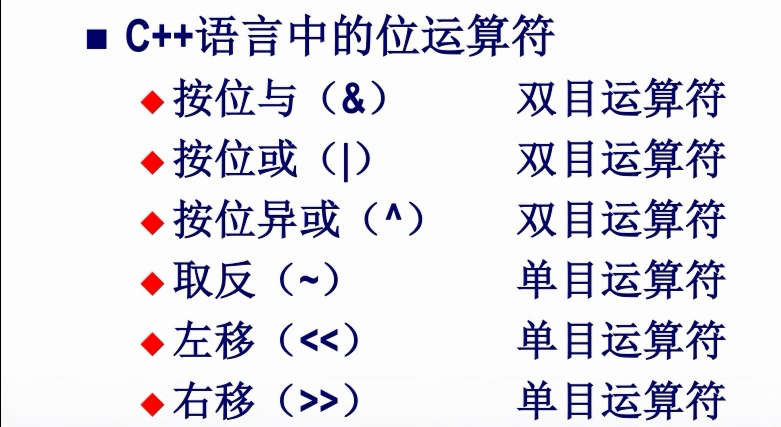 ■ C++语言中的位运算符
◆按位与（&） 双目运算符
◆按位或（|） 双目运算符
◆按位异或（^） 双目运算符
◆取反（~） 单目运算符
◆左移（<<） 单目运算符
◆右移（>>） 单目运算符